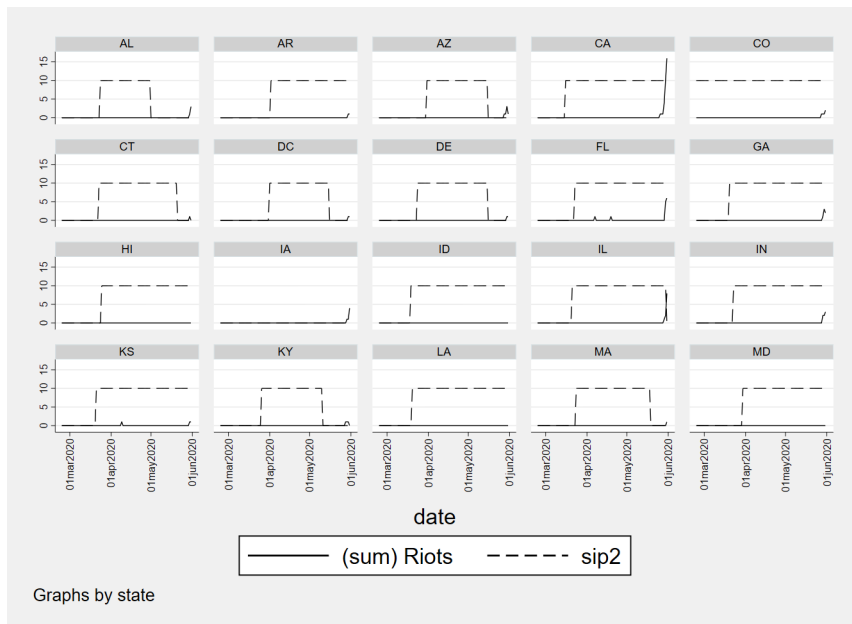 AL AR AZ CA CO
15
10
5
0
CT DC DE FL GA
15
10
5
0
HI IA ID IL IN
15
10
5
0
KS KY LA MA MD
15
10
5
0
01mar2020 01apr2020 01may2020 01jun2020 01mar2020 01apr2020 01may2020 01jun2020 01mar2020 01apr2020 01may2020 01jun2020 01mar2020 01apr2020 01may2020 01jun2020 01mar2020 01apr2020 01may2020 01jun2020
date
(sum) Riots sip2
Graphs by state